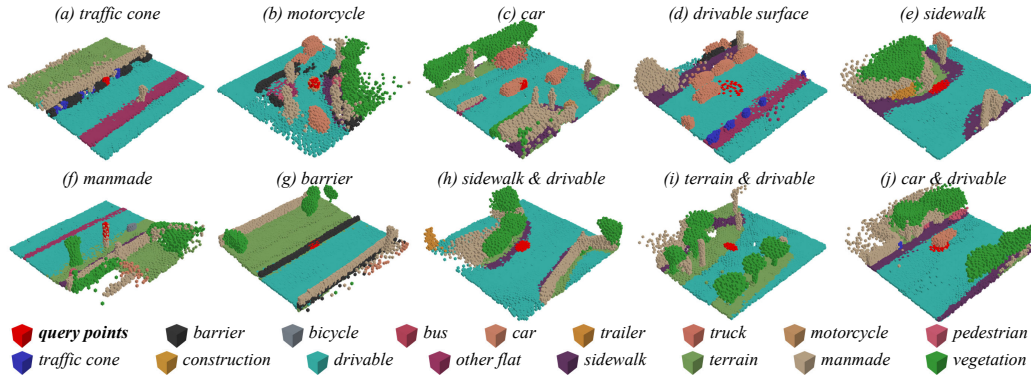 (a) traffic cone (b) motorcycle (c) car (d) drivable surface (e) sidewalk
(f) manmade (g) barrier (h) sidewalk & drivable (i) terrain & drivable (j) car & drivable
query points barrier bicycle bus car trailer truck motorcycle pedestrian
traffic cone construction drivable other flat sidewalk terrain manmade vegetation